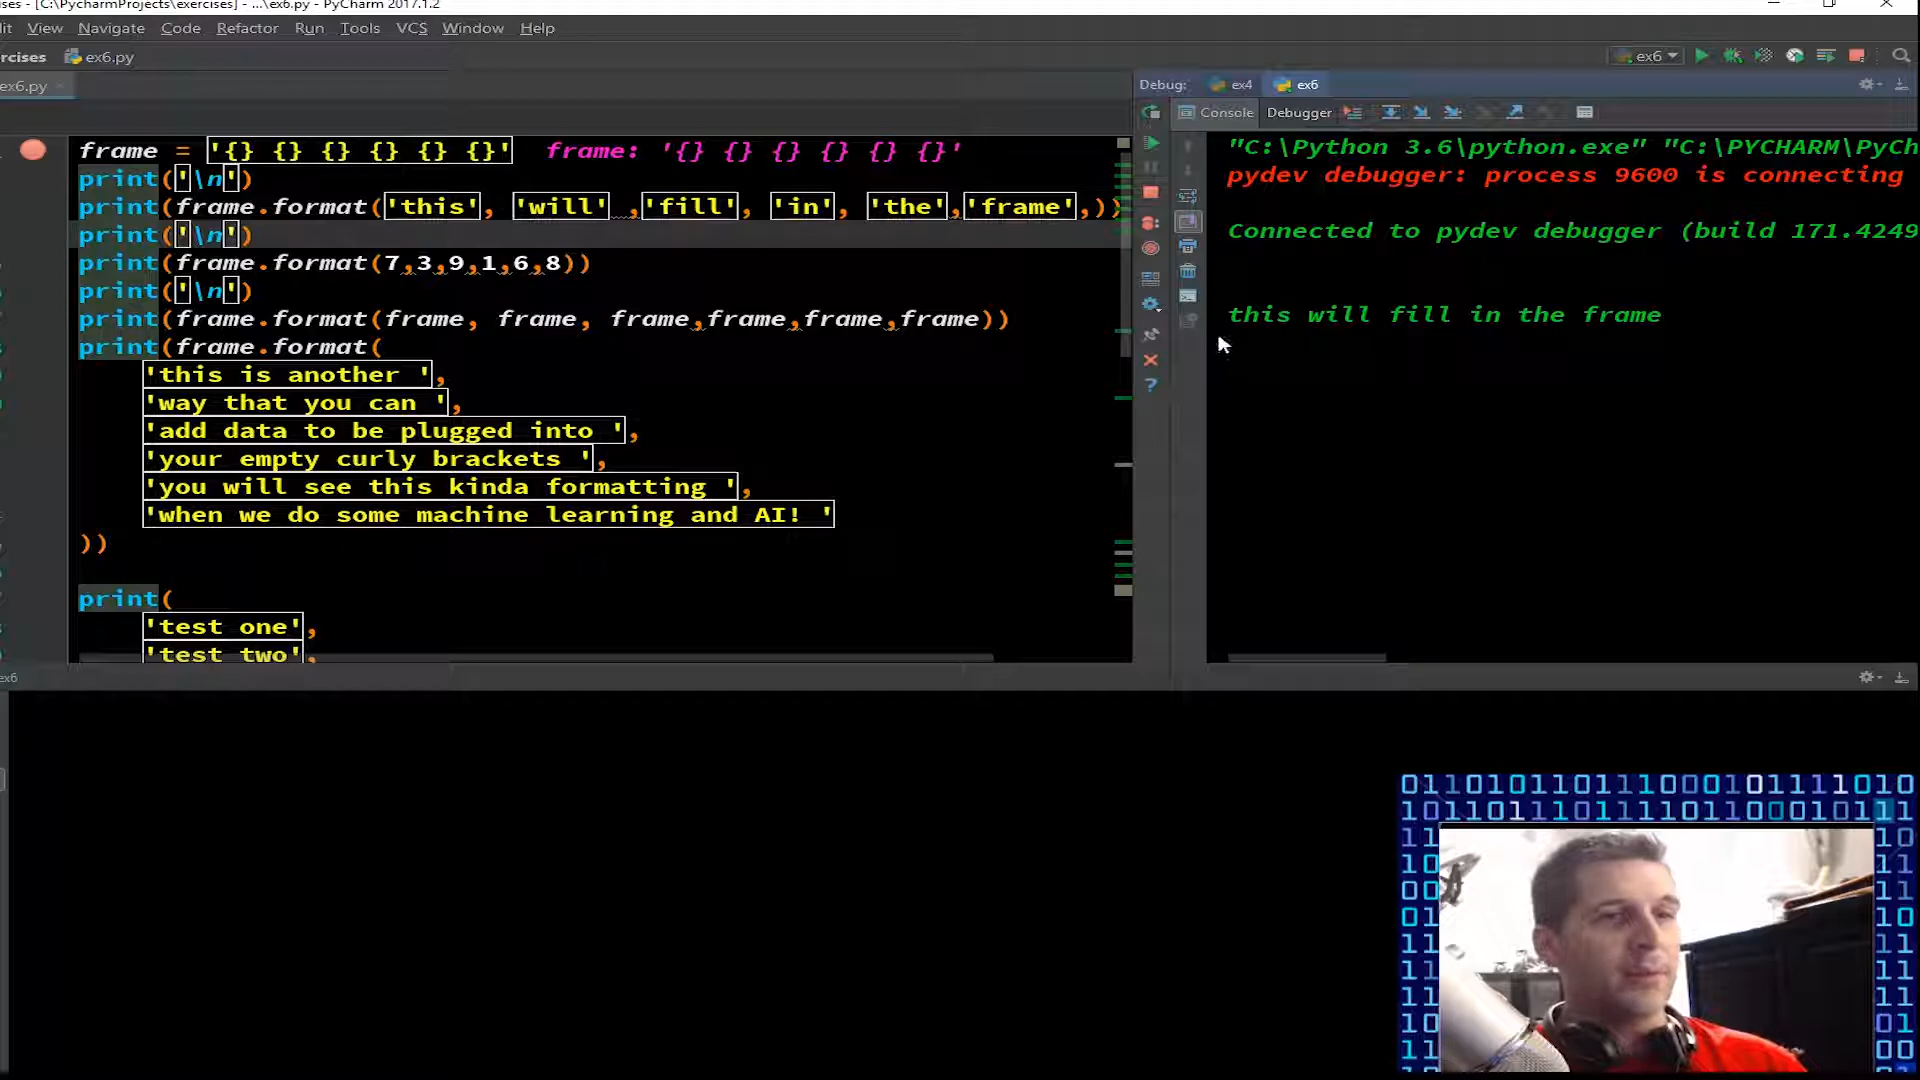 ises - [C:\PycharmProjects\exercises] - ...\ex6.py - PyCharm 2017.1.2
it View Navigate Code Refactor Run Tools VCS Window Help
rcises ex6.py
ex6
ex6.py
Debug: ex4 ex6
Console Debugger
frame = '{} {} {} {} {} {}' frame: '{} {} {} {} {} {}'
print('\n')
print(frame.format('this', 'will' ,'fill', 'in', 'the','frame',))
print('\n')
print(frame.format(7,3,9,1,6,8))
print('\n')
print(frame.format(frame, frame, frame,frame,frame,frame))
print(frame.format(
'this is another ',
'way that you can ',
'add data to be plugged into ',
'your empty curly brackets ',
'you will see this kinda formatting ',
'when we do some machine learning and AI! '
))
print(
'test one',
'test two',
"C:\Python 3.6\python.exe" "C:\PYCHARM\PyCh
pydev debugger: process 9600 is connecting
Connected to pydev debugger (build 171.4249
this will fill in the frame
ex6